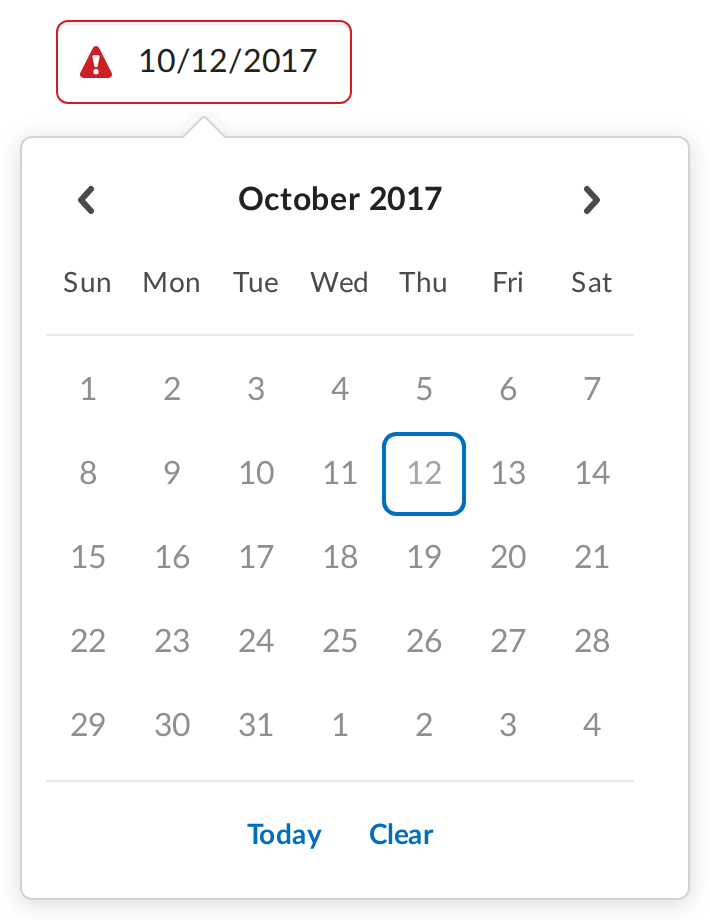 10/12/2017
October 2017
Sun Mon Tue Wed Thu Fri Sat
1 2 3 4 5 6 7
8 9 10 11 12 13 14
15 16 17 18 19 20 21
22 23 24 25 26 27 28
29 30 31 1 2 3 4
Today Clear